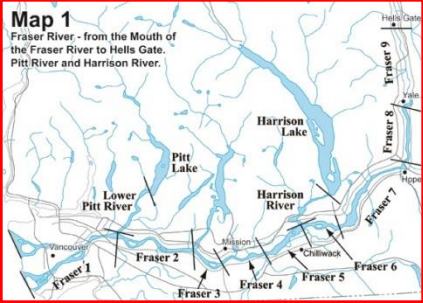 Map 1
Fraser River - from the Mouth of
the Fraser River to Hells Gate.
Pitt River and Harrison River.
Hells Gate
Fraser 9
Yale
Fraser 8
Harrison
Lake
Pitt
Lake
Hope
Lower
Pitt River
Harrison
River
Fraser 7
Vancouver
Mission
Chilliwack
Fraser 1
Fraser 2
Fraser 3
Fraser 4
Fraser 5
Fraser 6